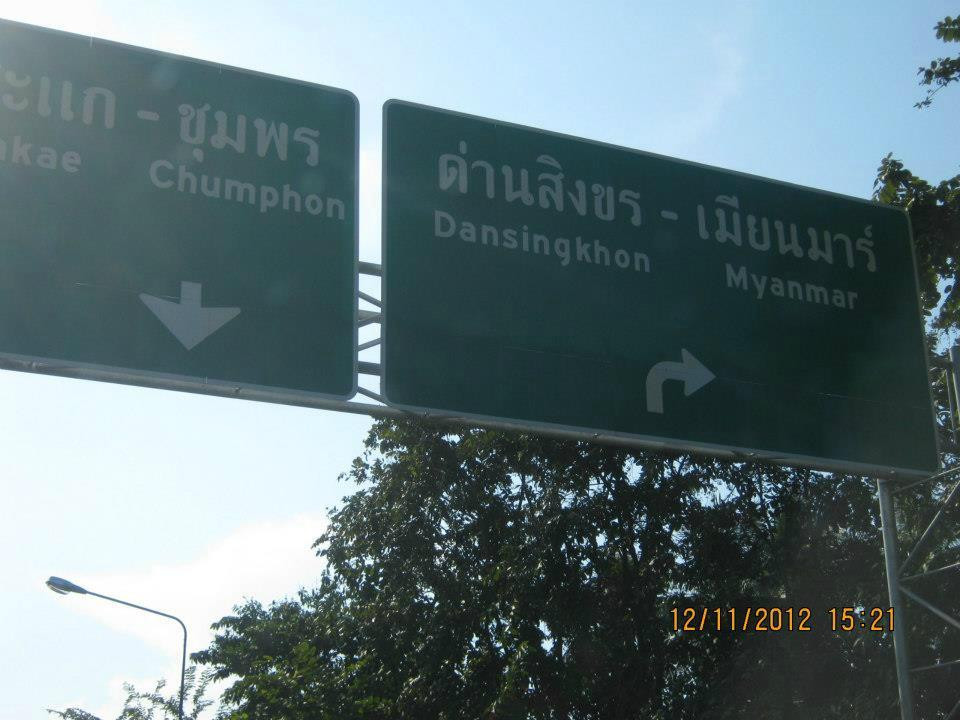 ะแก - ชุมพร
kae Chumphon
ด่านสิงขร - เมียนมาร์
Dansingkhon Myanmar
12/11/2012 15:21